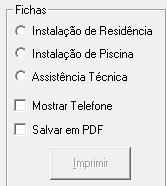 Fichas
Instalação de Residência
Instalação de Piscina
Assistência Técnica
Mostrar Telefone
Salvar em PDF
Imprimir